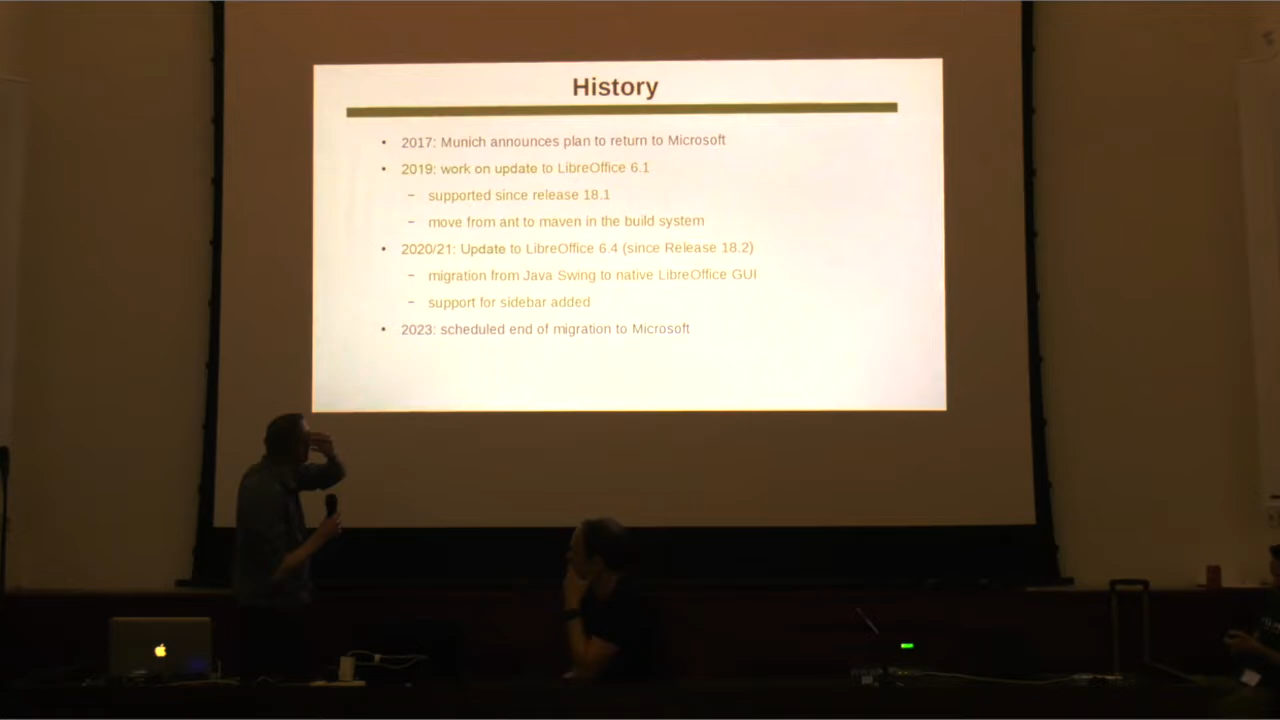 History
• 2017: Munich announces plan to return to Microsoft
• 2019: work on update to LibreOffice 6.1
– supported since release 18.1
– move from ant to maven in the build system
• 2020/21: Update to LibreOffice 6.4 (since Release 18.2)
– migration from Java Swing to native LibreOffice GUI
– support for sidebar added
• 2023: scheduled end of migration to Microsoft